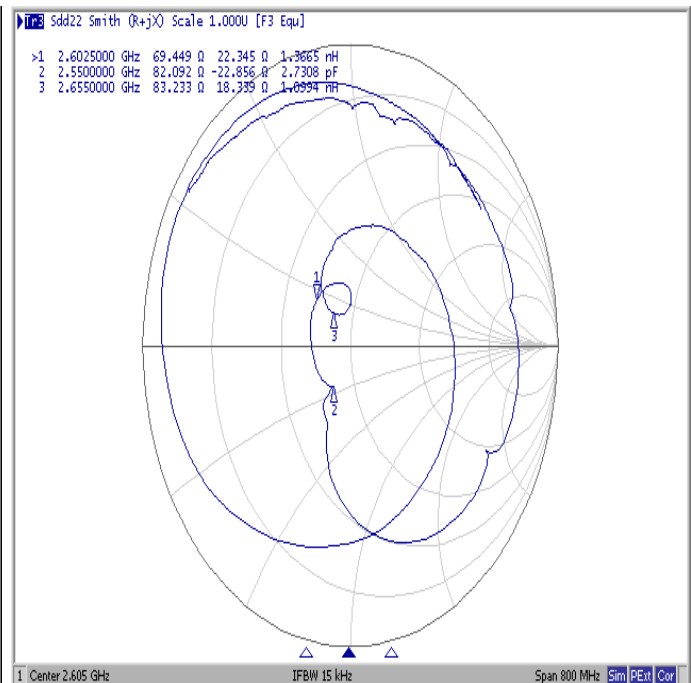 Tr3 Sdd22 Smith (R+jX) Scale 1.000U [F3 Equ]
>1 2.6025000 GHz 69.449 Ω 22.345 Ω 1.3665 nH
2 2.5500000 GHz 82.092 Ω -22.856 Ω 2.7308 pF
3 2.6550000 GHz 83.233 Ω 18.339 Ω 1.0994 nH
1
3
2
1 Center 2.605 GHz IFBW 15 kHz Span 800 MHz Sim PExt Cor